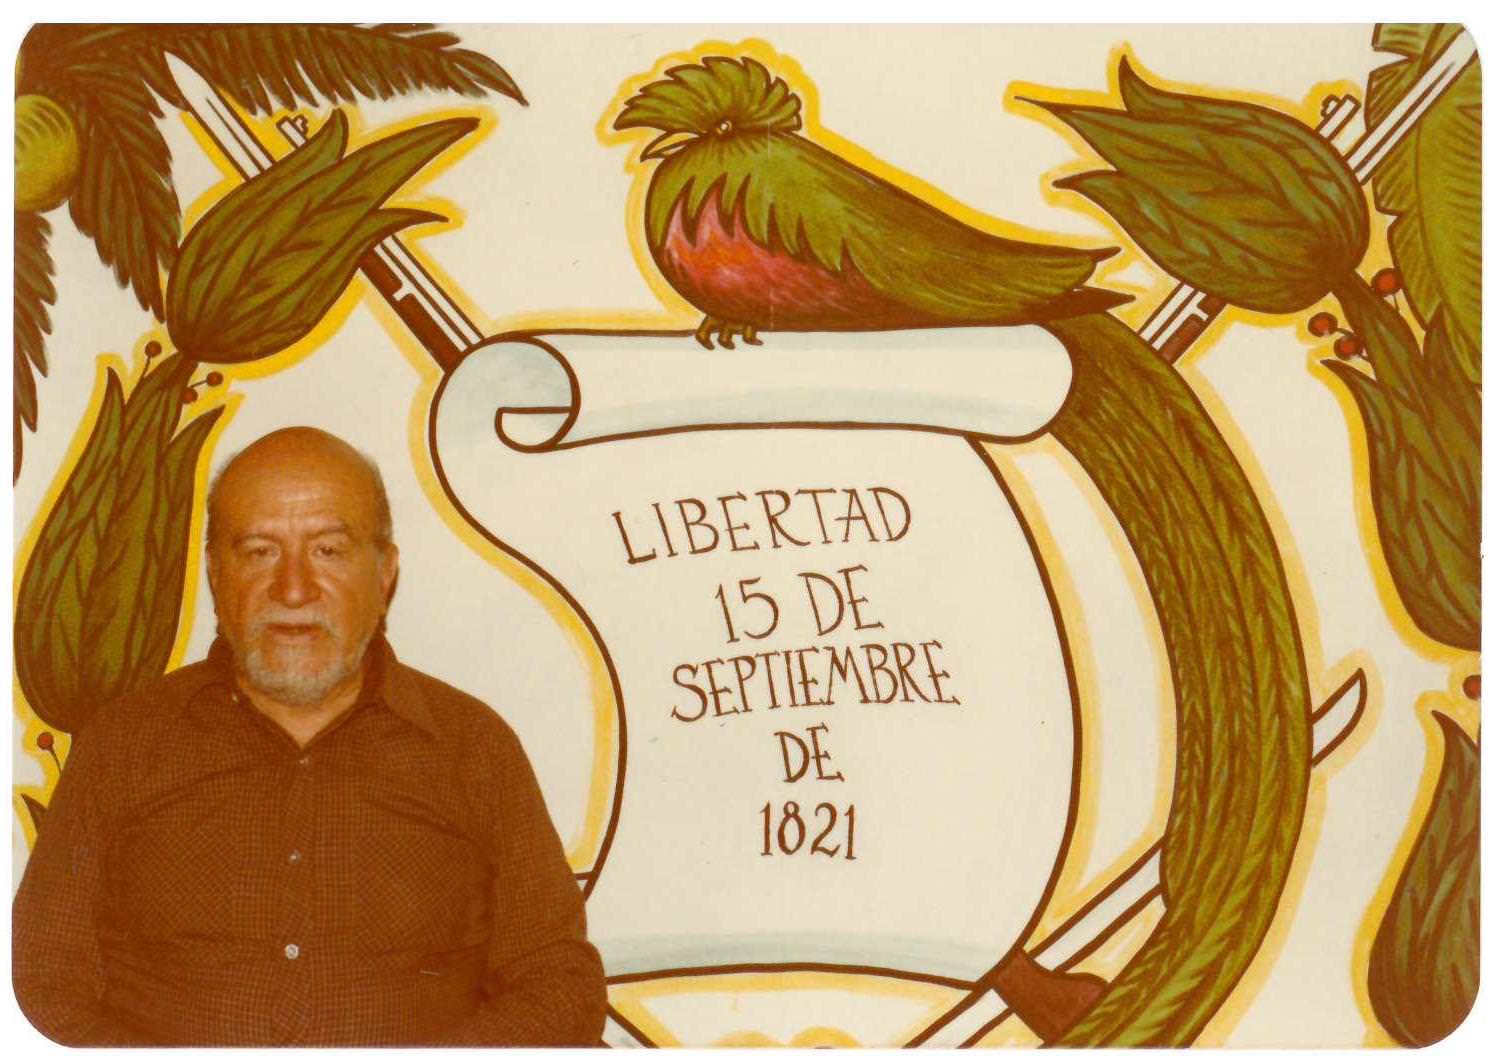 LIBERTAD
15 DE
SEPTIEMBRE
DE
1821